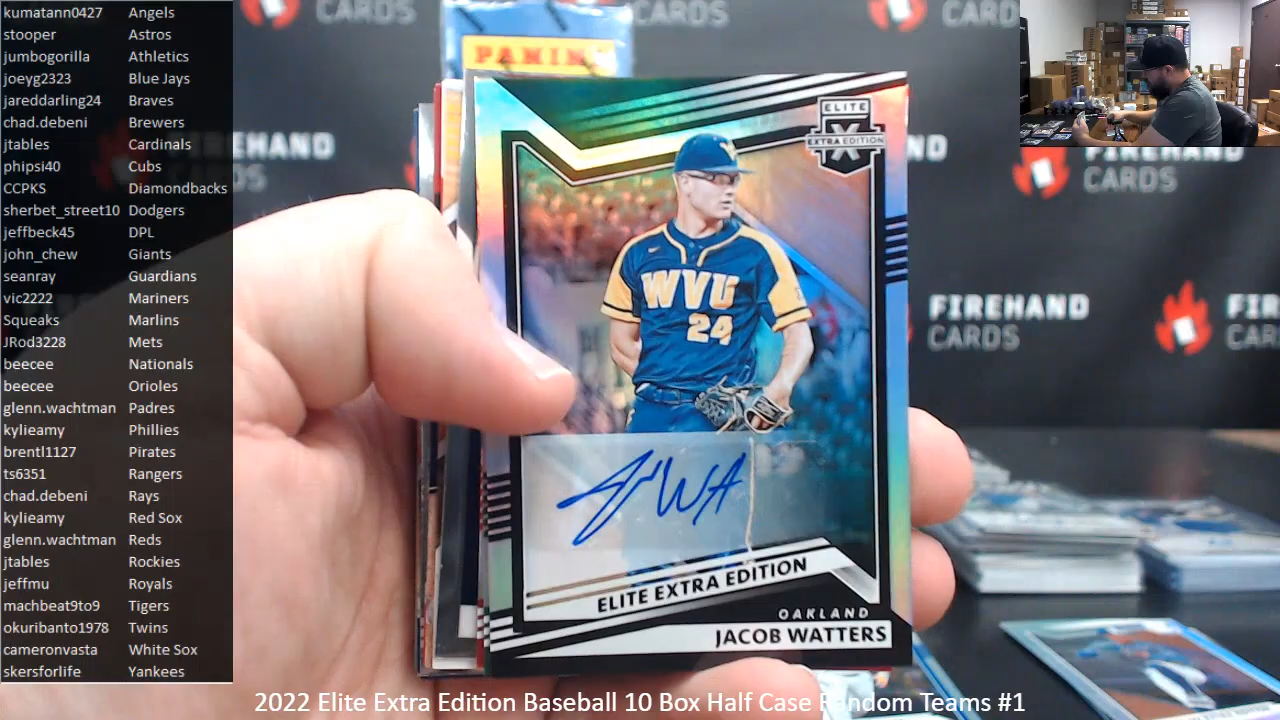 kumatann0427 Angels
stooper Astros
jumbogorilla Athletics
joeyg2323 Blue Jays
jareddarling24 Braves
chad.debeni Brewers
jtables Cardinals
phipsi40 Cubs
CCPKS Diamondbacks
sherbet_street10 Dodgers
jeffbeck45 DPL
john_chew Giants
seanray Guardians
vic2222 Mariners
Squeaks Marlins
JRod3228 Mets
beecee Nationals
beecee Orioles
glenn.wachtman Padres
kylieamy Phillies
brentl1127 Pirates
ts6351 Rangers
chad.debeni Rays
kylieamy Red Sox
glenn.wachtman Reds
jtables Rockies
jeffmu Royals
machbeat9to9 Tigers
okuribanto1978 Twins
cameronvasta White Sox
skersforlife Yankees
CARDS
CARDS
PANINI
ELITE
EXTRA EDITION
X
WVU
24
ELITE EXTRA EDITION
OAKLAND
JACOB WATTERS
FIREHAND
CARDS
FIREHAND
CARDS
2022 Elite Extra Edition Baseball 10 Box Half Case Random Teams #1